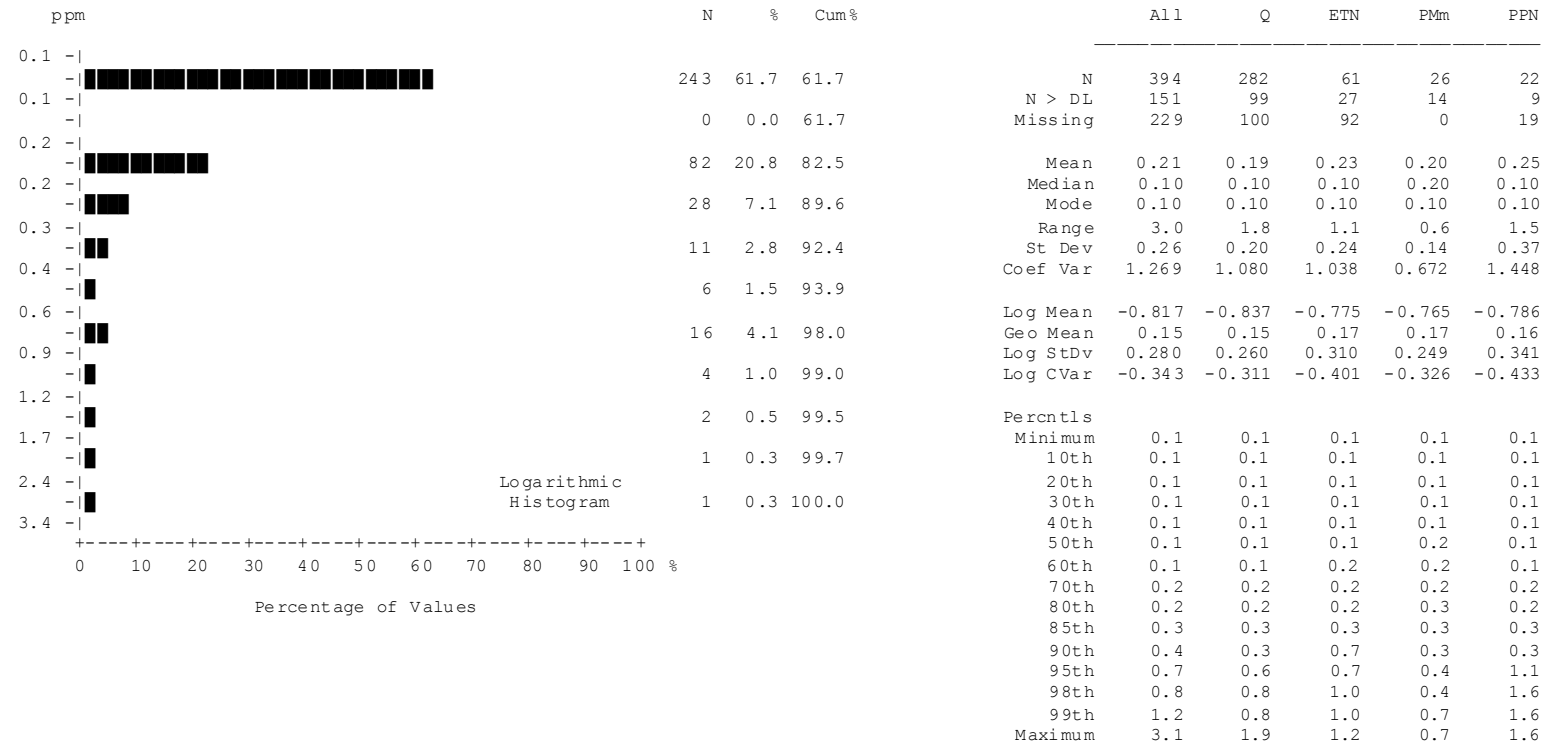 ppm N % Cum% All Q ETN PMm PPN
0.1 -|
-| 243 61.7 61.7 N 394 282 61 26 22
0.1 -| N > DL 151 99 27 14 9
-| 0 0.0 61.7 Missing 229 100 92 0 19
0.2 -|
-| 82 20.8 82.5 Mean 0.21 0.19 0.23 0.20 0.25
0.2 -| Median 0.10 0.10 0.10 0.20 0.10
-| 28 7.1 89.6 Mode 0.10 0.10 0.10 0.10 0.10
0.3 -| Range 3.0 1.8 1.1 0.6 1.5
-| 11 2.8 92.4 St Dev 0.26 0.20 0.24 0.14 0.37
0.4 -| Coef Var 1.269 1.080 1.038 0.672 1.448
-| 6 1.5 93.9
0.6 -| Log Mean -0.817 -0.837 -0.775 -0.765 -0.786
-| 16 4.1 98.0 Geo Mean 0.15 0.15 0.17 0.17 0.16
0.9 -| Log StDv 0.280 0.260 0.310 0.249 0.341
-| 4 1.0 99.0 Log CVar -0.343 -0.311 -0.401 -0.326 -0.433
1.2 -|
-| 2 0.5 99.5 Percntls
1.7 -| Minimum 0.1 0.1 0.1 0.1 0.1
-| 1 0.3 99.7 10th 0.1 0.1 0.1 0.1 0.1
2.4 -| Logarithmic 20th 0.1 0.1 0.1 0.1 0.1
-| Histogram 1 0.3 100.0 30th 0.1 0.1 0.1 0.1 0.1
3.4 -| 40th 0.1 0.1 0.1 0.1 0.1
+----+----+----+----+----+----+----+----+----+----+ 50th 0.1 0.1 0.1 0.2 0.1
0 10 20 30 40 50 60 70 80 90 100 % 60th 0.1 0.1 0.2 0.2 0.1
70th 0.2 0.2 0.2 0.2 0.2
Percentage of Values 80th 0.2 0.2 0.2 0.3 0.2
85th 0.3 0.3 0.3 0.3 0.3
90th 0.4 0.3 0.7 0.3 0.3
95th 0.7 0.6 0.7 0.4 1.1
98th 0.8 0.8 1.0 0.4 1.6
99th 1.2 0.8 1.0 0.7 1.6
Maximum 3.1 1.9 1.2 0.7 1.6